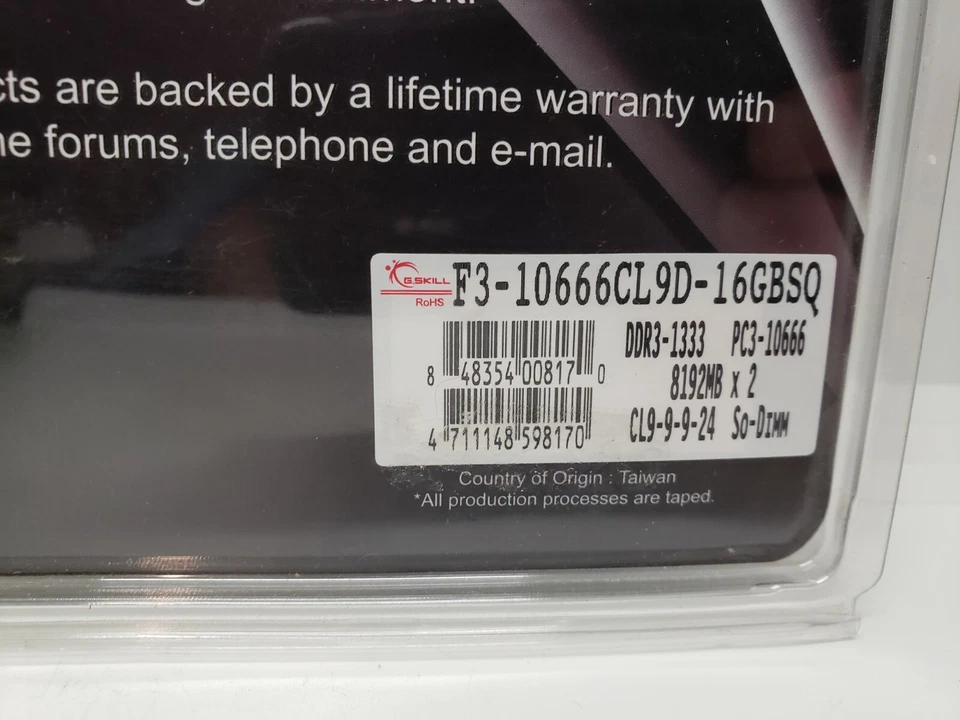 cts are backed by a lifetime warranty with
ne forums, telephone and e-mail.
G.SKILL
RoHS
F3-10666CL9D-16GBSQ
DDR3-1333 PC3-10666
8192MB x 2
CL9-9-9-24 So-DIMM
8 48354 00817 0
4 711148 598170
Country of Origin : Taiwan
*All production processes are taped.